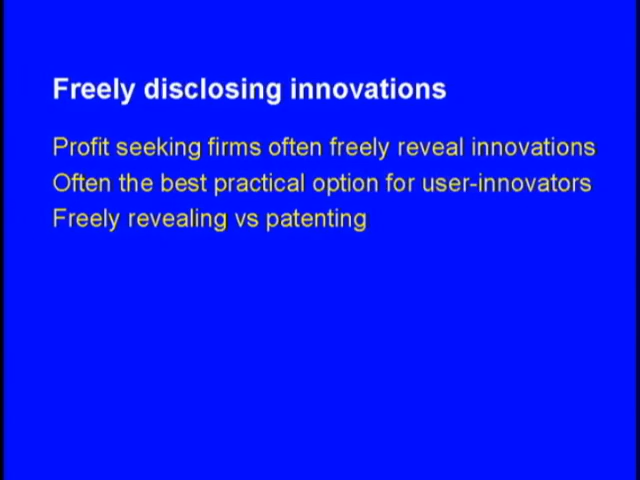 Freely disclosing innovations
Profit seeking firms often freely reveal innovations
Often the best practical option for user-innovators
Freely revealing vs patenting